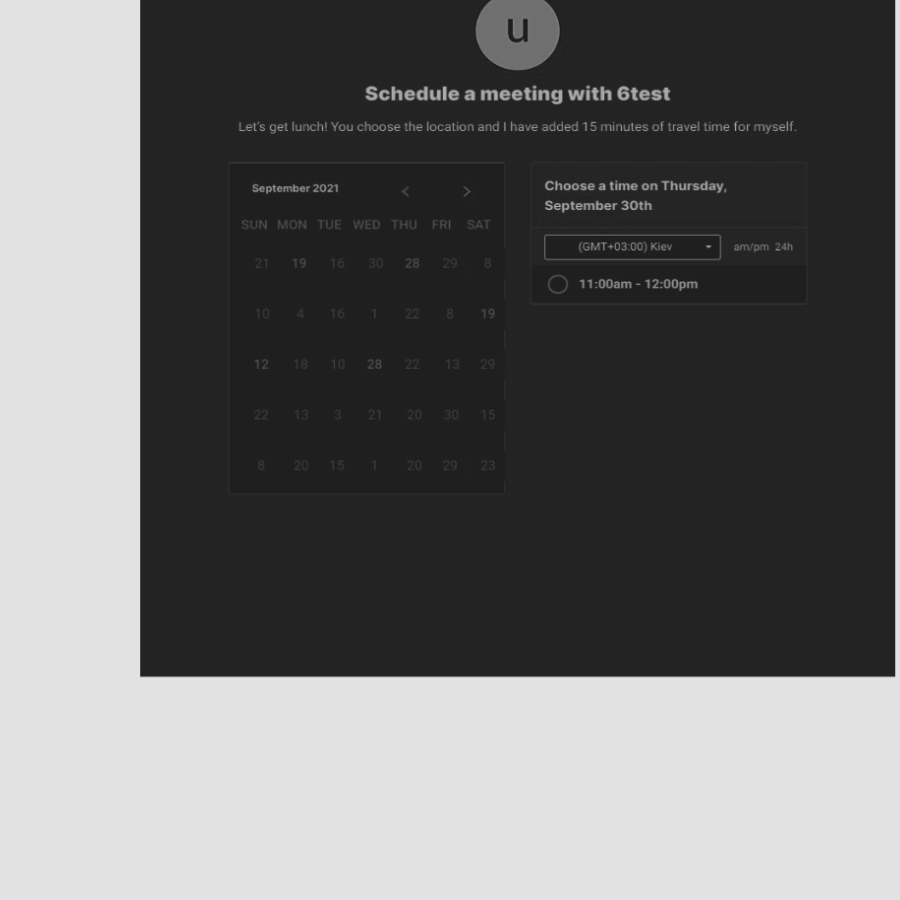 u
Schedule a meeting with 6test
Let's get lunch! You choose the location and I have added 15 minutes of travel time for myself.
September 2021 < >
SUN MON TUE WED THU FRI SAT
21 19 16 30 28 29 8
10 4 16 1 22 8 19
12 18 10 28 22 13 29
22 13 3 21 20 30 15
8 20 15 1 20 29 23
Choose a time on Thursday,
September 30th
(GMT+03:00) Kiev am/pm 24h
11:00am - 12:00pm